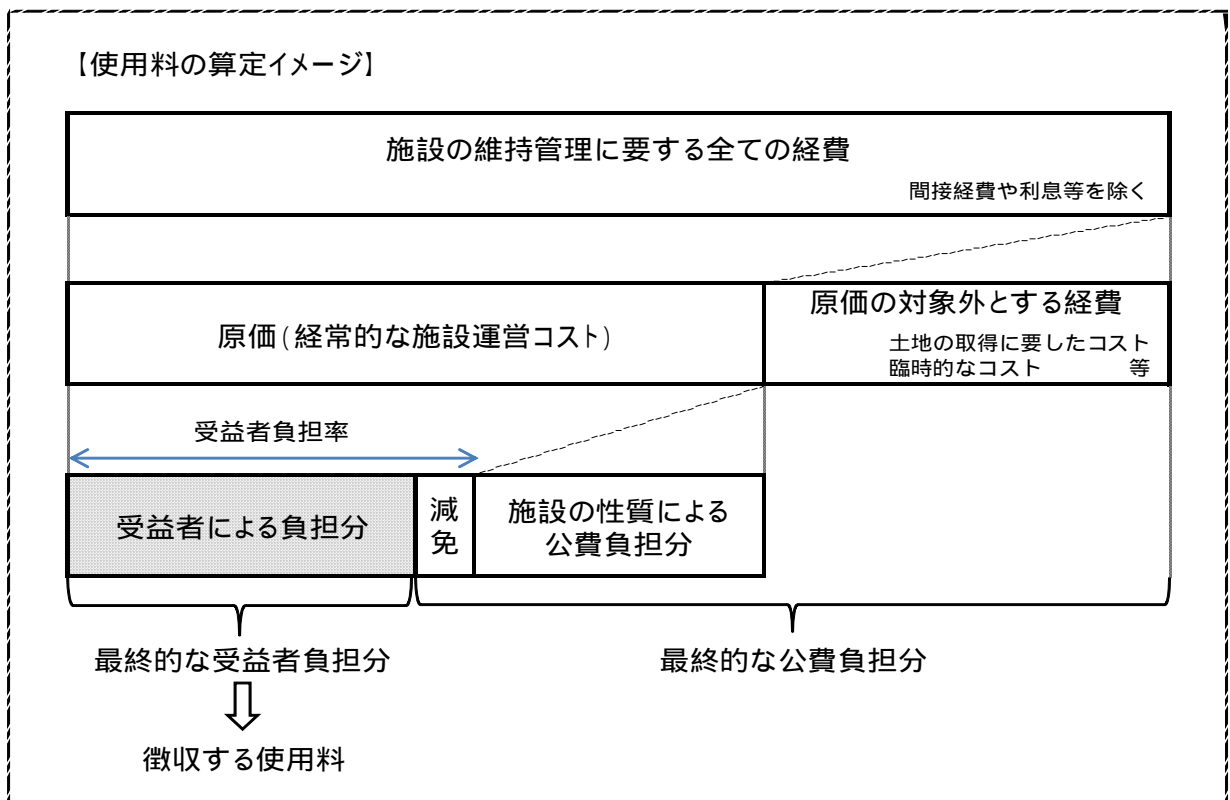 【使用料の算定イメージ】
施設の維持管理に要する全ての経費
間接経費や利息等を除く
原価(経常的な施設運営コスト)
原価の対象外とする経費
土地の取得に要したコスト
臨時的なコスト 等
受益者負担率
受益者による負担分
減
免
施設の性質による
公費負担分
最終的な受益者負担分
最終的な公費負担分
徴収する使用料